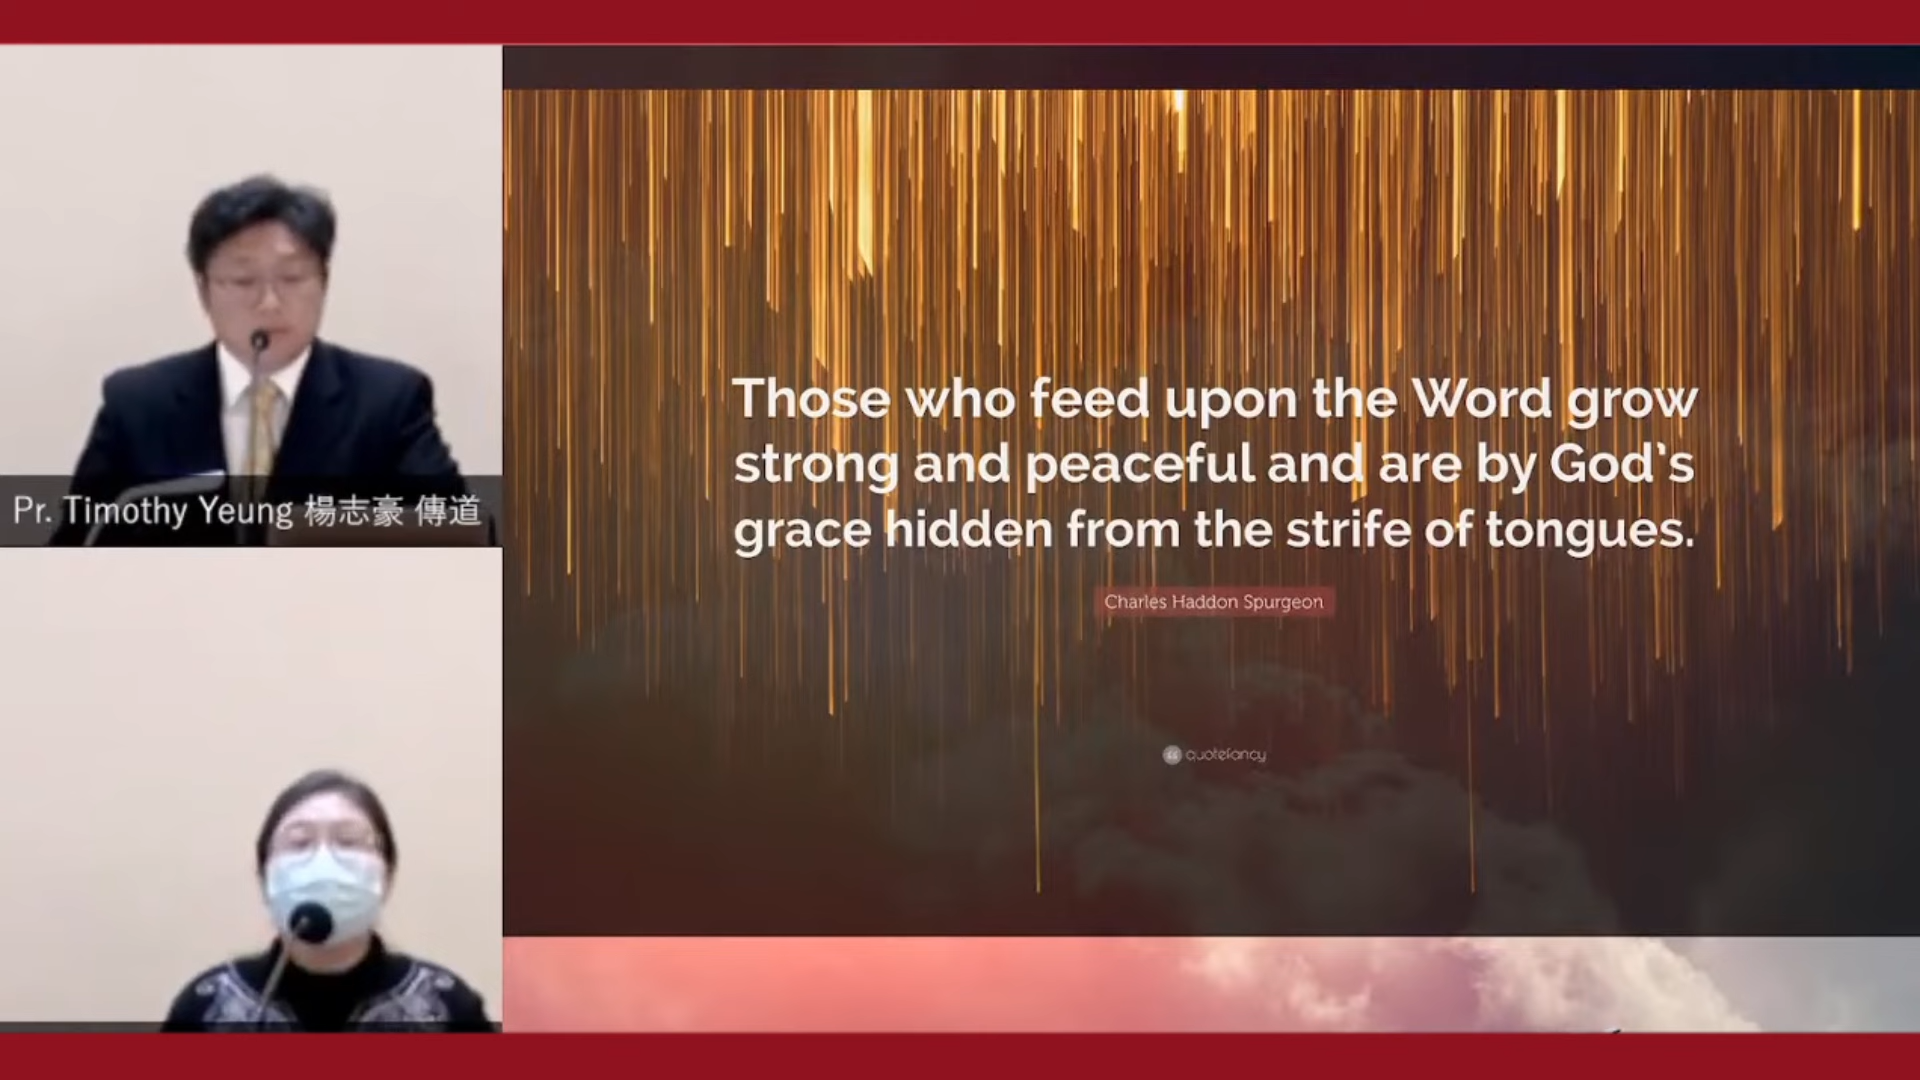 Pr. Timothy Yeung 楊志豪 傳道
Those who feed upon the Word grow
strong and peaceful and are by God's
grace hidden from the strife of tongues.
Charles Haddon Spurgeon
quotefancy